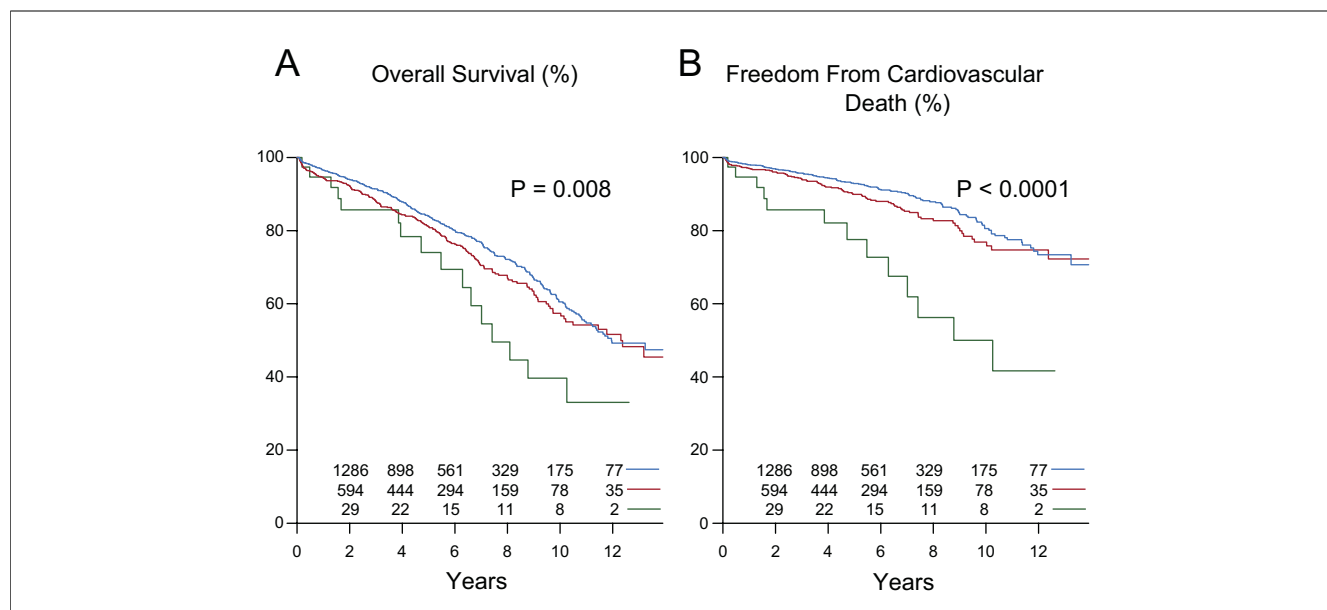 A
Overall Survival (%)
100
80
60
40
20
0
P = 0.008
1286 898 561 329 175 77
594 444 294 159 78 35
29 22 15 11 8 2
0 2 4 6 8 10 12
Years
B
Freedom From Cardiovascular
Death (%)
100
80
60
40
20
0
P < 0.0001
1286 898 561 329 175 77
594 444 294 159 78 35
29 22 15 11 8 2
0 2 4 6 8 10 12
Years